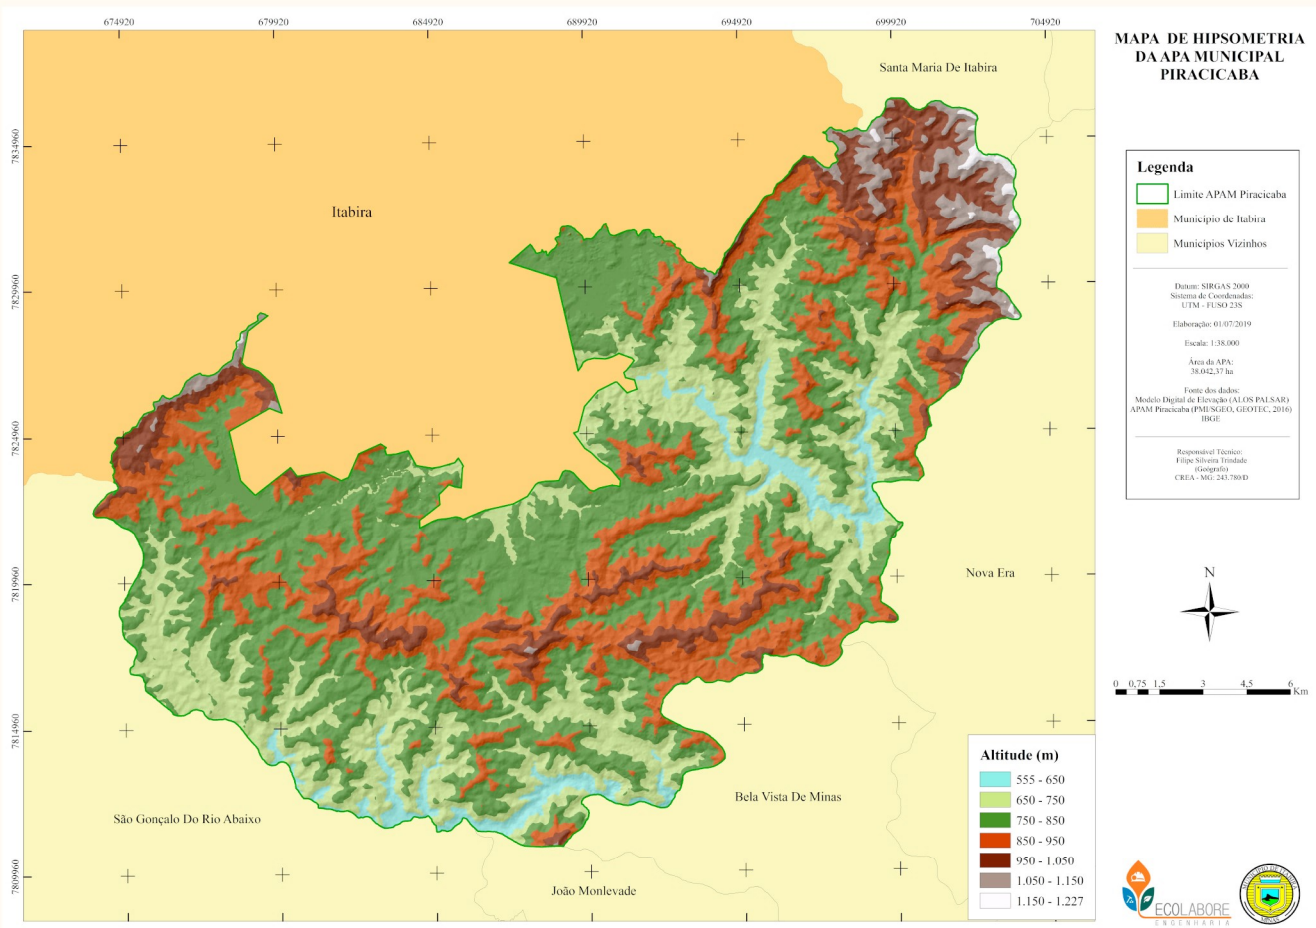 674920
679920
684920
689920
694920
699920
704920
MAPA DE HIPSOMETRIA
DA APA MUNICIPAL
PIRACICABA
Santa Maria De Itabira
7834960
Itabira
7829960
7824960
7819960
7814960
7809960
Nova Era
Bela Vista De Minas
São Gonçalo Do Rio Abaixo
João Monlevade
Legenda
Limite APAM Piracicaba
Município de Itabira
Municípios Vizinhos
Datum: SIRGAS 2000
Sistema de Coordenadas:
UTM - FUSO 23S
Elaboração: 01/07/2019
Escala: 1:38.000
Área da APA:
38.042,37 ha
Fonte dos dados:
Modelo Digital de Elevação (ALOS PALSAR)
APAM Piracicaba (PMI/SGEO, GEOTEC, 2016)
IBGE
Responsável Técnico:
Filipe Silveira Trindade
(Geógrafo)
CREA - MG: 243.780/D
N
0 0,75 1,5 3 4,5 6
Km
Altitude (m)
555 - 650
650 - 750
750 - 850
850 - 950
950 - 1.050
1.050 - 1.150
1.150 - 1.227
ECOLABORE
ENGENHARIA
MUNICÍPIO DE ITABIRA
MINAS